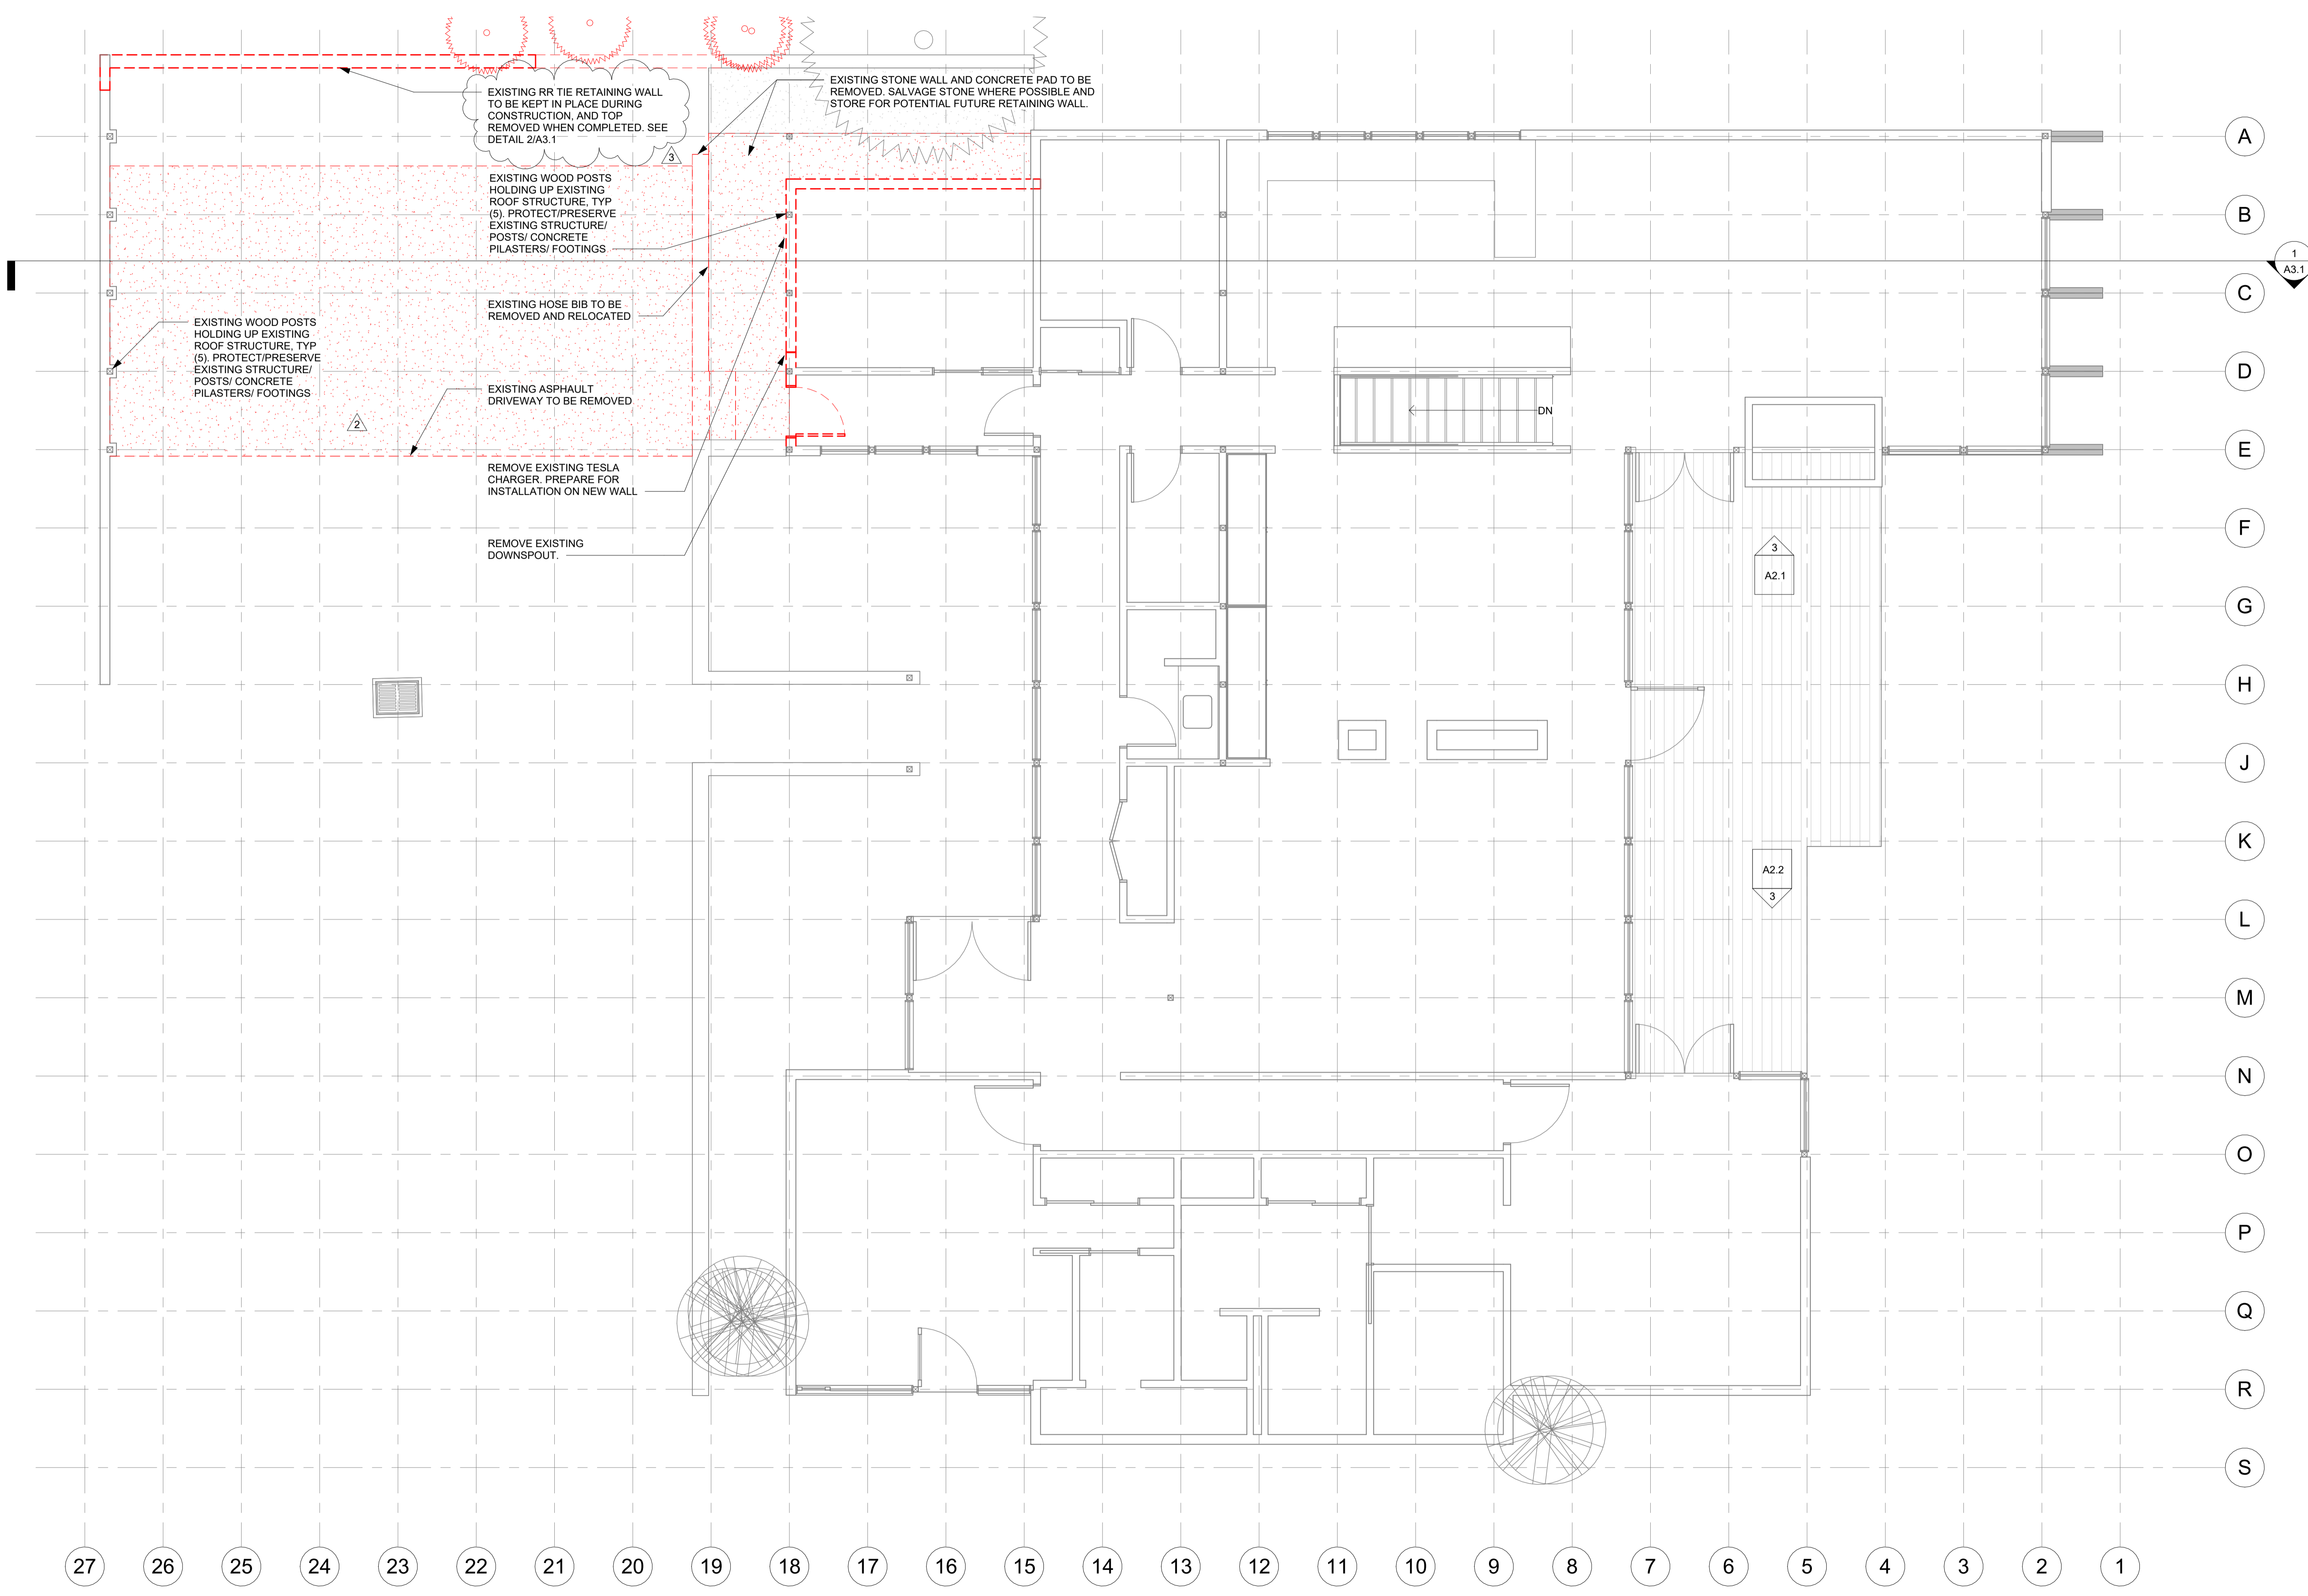 EXISTING RR TIE RETAINING WALL
TO BE KEPT IN PLACE DURING
CONSTRUCTION, AND TOP
REMOVED WHEN COMPLETED. SEE
DETAIL 2/A3.1
3
EXISTING STONE WALL AND CONCRETE PAD TO BE
REMOVED. SALVAGE STONE WHERE POSSIBLE AND
STORE FOR POTENTIAL FUTURE RETAINING WALL.
EXISTING WOOD POSTS
HOLDING UP EXISTING
ROOF STRUCTURE, TYP
(5). PROTECT/PRESERVE
EXISTING STRUCTURE/
POSTS/ CONCRETE
PILASTERS/ FOOTINGS
EXISTING HOSE BIB TO BE
REMOVED AND RELOCATED
EXISTING WOOD POSTS
HOLDING UP EXISTING
ROOF STRUCTURE, TYP
(5). PROTECT/PRESERVE
EXISTING STRUCTURE/
POSTS/ CONCRETE
PILASTERS/ FOOTINGS
EXISTING ASPHAULT
DRIVEWAY TO BE REMOVED
2
REMOVE EXISTING TESLA
CHARGER. PREPARE FOR
INSTALLATION ON NEW WALL
REMOVE EXISTING
DOWNSPOUT.
DN
3
A2.1
A2.2
3
1
A3.1
A
B
C
D
E
F
G
H
J
K
L
M
N
O
P
Q
R
S
27 26 25 24 23 22 21 20 19 18 17 16 15 14 13 12 11 10 9 8 7 6 5 4 3 2 1